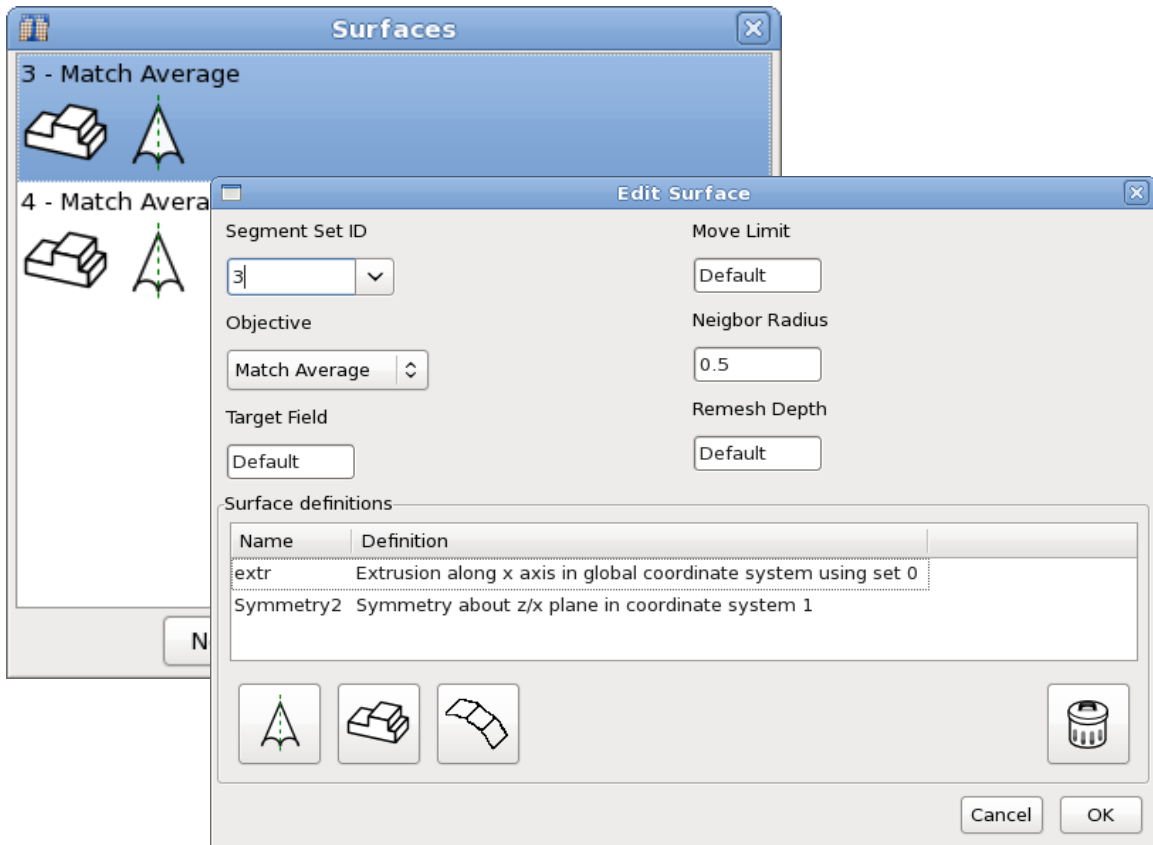 Surfaces
3 - Match Average
4 - Match Avera
N
Edit Surface
Segment Set ID
3
Objective
Match Average
Target Field
Default
Move Limit
Default
Neigbor Radius
0.5
Remesh Depth
Default
Surface definitions
Name Definition
extr Extrusion along x axis in global coordinate system using set 0
Symmetry2 Symmetry about z/x plane in coordinate system 1
Cancel OK